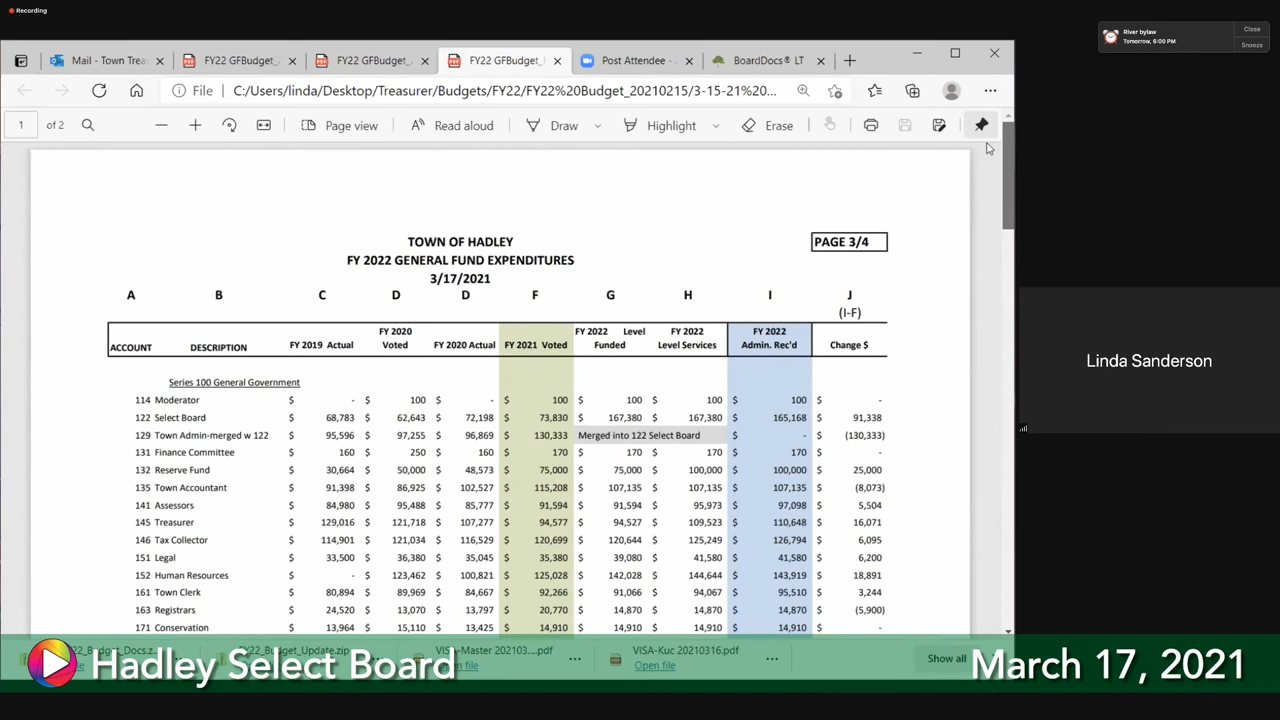 Recording
River bylaw
Tomorrow, 6:00 PM
Close
Snooze
Mail - Town Treas
FY22 GFBudget_
FY22 GFBudget_
FY22 GFBudget_
Post Attendee -
BoardDocs® LT
File C:/Users/linda/Desktop/Treasurer/Budgets/FY22/FY22%20Budget_20210215/3-15-21%20...
1 of 2 Page view Read aloud Draw Highlight Erase
TOWN OF HADLEY PAGE 3/4
FY 2022 GENERAL FUND EXPENDITURES
3/17/2021
A B C D D F G H I J
(I-F)
ACCOUNT DESCRIPTION FY 2019 Actual FY 2020 Voted FY 2020 Actual FY 2021 Voted FY 2022 Level Funded FY 2022 Level Services FY 2022 Admin. Rec'd Change $
Series 100 General Government
114 Moderator $ - $ 100 $ - $ 100 $ 100 $ 100 $ 100 $ -
122 Select Board $ 68,783 $ 62,643 $ 72,198 $ 73,830 $ 167,380 $ 167,380 $ 165,168 $ 91,338
129 Town Admin-merged w 122 $ 95,596 $ 97,255 $ 96,869 $ 130,333 Merged into 122 Select Board $ - $ (130,333)
131 Finance Committee $ 160 $ 250 $ 160 $ 170 $ 170 $ 170 $ 170 $ -
132 Reserve Fund $ 30,664 $ 50,000 $ 48,573 $ 75,000 $ 75,000 $ 100,000 $ 100,000 $ 25,000
135 Town Accountant $ 91,398 $ 86,925 $ 102,527 $ 115,208 $ 107,135 $ 107,135 $ 107,135 $ (8,073)
141 Assessors $ 84,980 $ 95,488 $ 85,777 $ 91,594 $ 91,594 $ 95,973 $ 97,098 $ 5,504
145 Treasurer $ 129,016 $ 121,718 $ 107,277 $ 94,577 $ 94,527 $ 109,523 $ 110,648 $ 16,071
146 Tax Collector $ 114,901 $ 121,034 $ 116,529 $ 120,699 $ 120,644 $ 125,249 $ 126,794 $ 6,095
151 Legal $ 33,500 $ 36,380 $ 35,045 $ 35,380 $ 39,080 $ 41,580 $ 41,580 $ 6,200
152 Human Resources $ - $ 123,462 $ 100,821 $ 125,028 $ 142,028 $ 144,644 $ 143,919 $ 18,891
161 Town Clerk $ 80,894 $ 89,969 $ 84,667 $ 92,266 $ 91,066 $ 94,067 $ 95,510 $ 3,244
163 Registrars $ 24,520 $ 13,070 $ 13,797 $ 20,770 $ 14,870 $ 14,870 $ 14,870 $ (5,900)
171 Conservation $ 13,964 $ 15,110 $ 13,425 $ 14,910 $ 14,910 $ 14,910 $ 14,910 $ -
Linda Sanderson
_Budget_Docs.z...
FY22_Budget_Update.zip
VISA-Master 202103....pdf
Open file
VISA-Kuc 20210316.pdf
Open file
Show all
Hadley Select Board
March 17, 2021